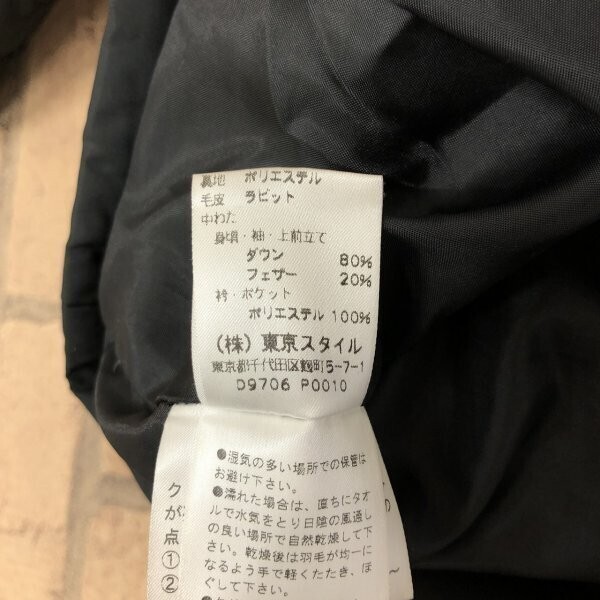 裏地 ポリエステル
毛皮 ラビット
中わた
身頃・袖・上前立て
ダウン 80%
フェザー 20%
衿・ポケット
ポリエステル 100%
(株)東京スタイル
東京都千代田区麹町5-7-1
D9706 P0010
●湿気の多い場所での保管は
お避け下さい。
●濡れた場合は、直ちにタオ
ルで水気をとり日陰の風通し
の良い場所で自然乾燥して下
さい。乾燥後は羽毛が均一に
なるよう手で軽くたたき、ほ
ぐして下さい。
ク
が
点
①
②